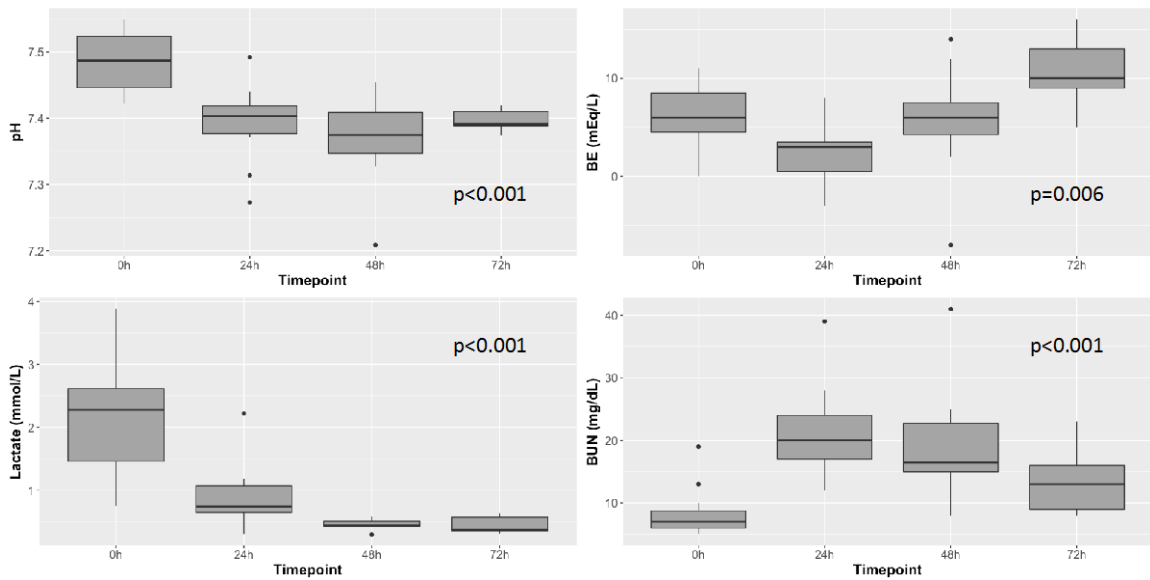 7.5
7.4
7.3
7.2
pH
p<0.001
0h 24h 48h 72h
Timepoint
10
0
BE (mEq/L)
p=0.006
0h 24h 48h 72h
Timepoint
4
3
2
1
Lactate (mmol/L)
p<0.001
0h 24h 48h 72h
Timepoint
40
30
20
10
BUN (mg/dL)
p<0.001
0h 24h 48h 72h
Timepoint